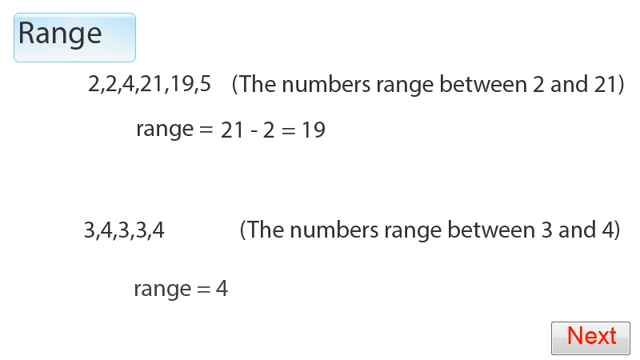 Range
2,2,4,21,19,5 (The numbers range between 2 and 21)
range = 21 - 2 = 19
3,4,3,3,4 (The numbers range between 3 and 4)
range = 4
Next